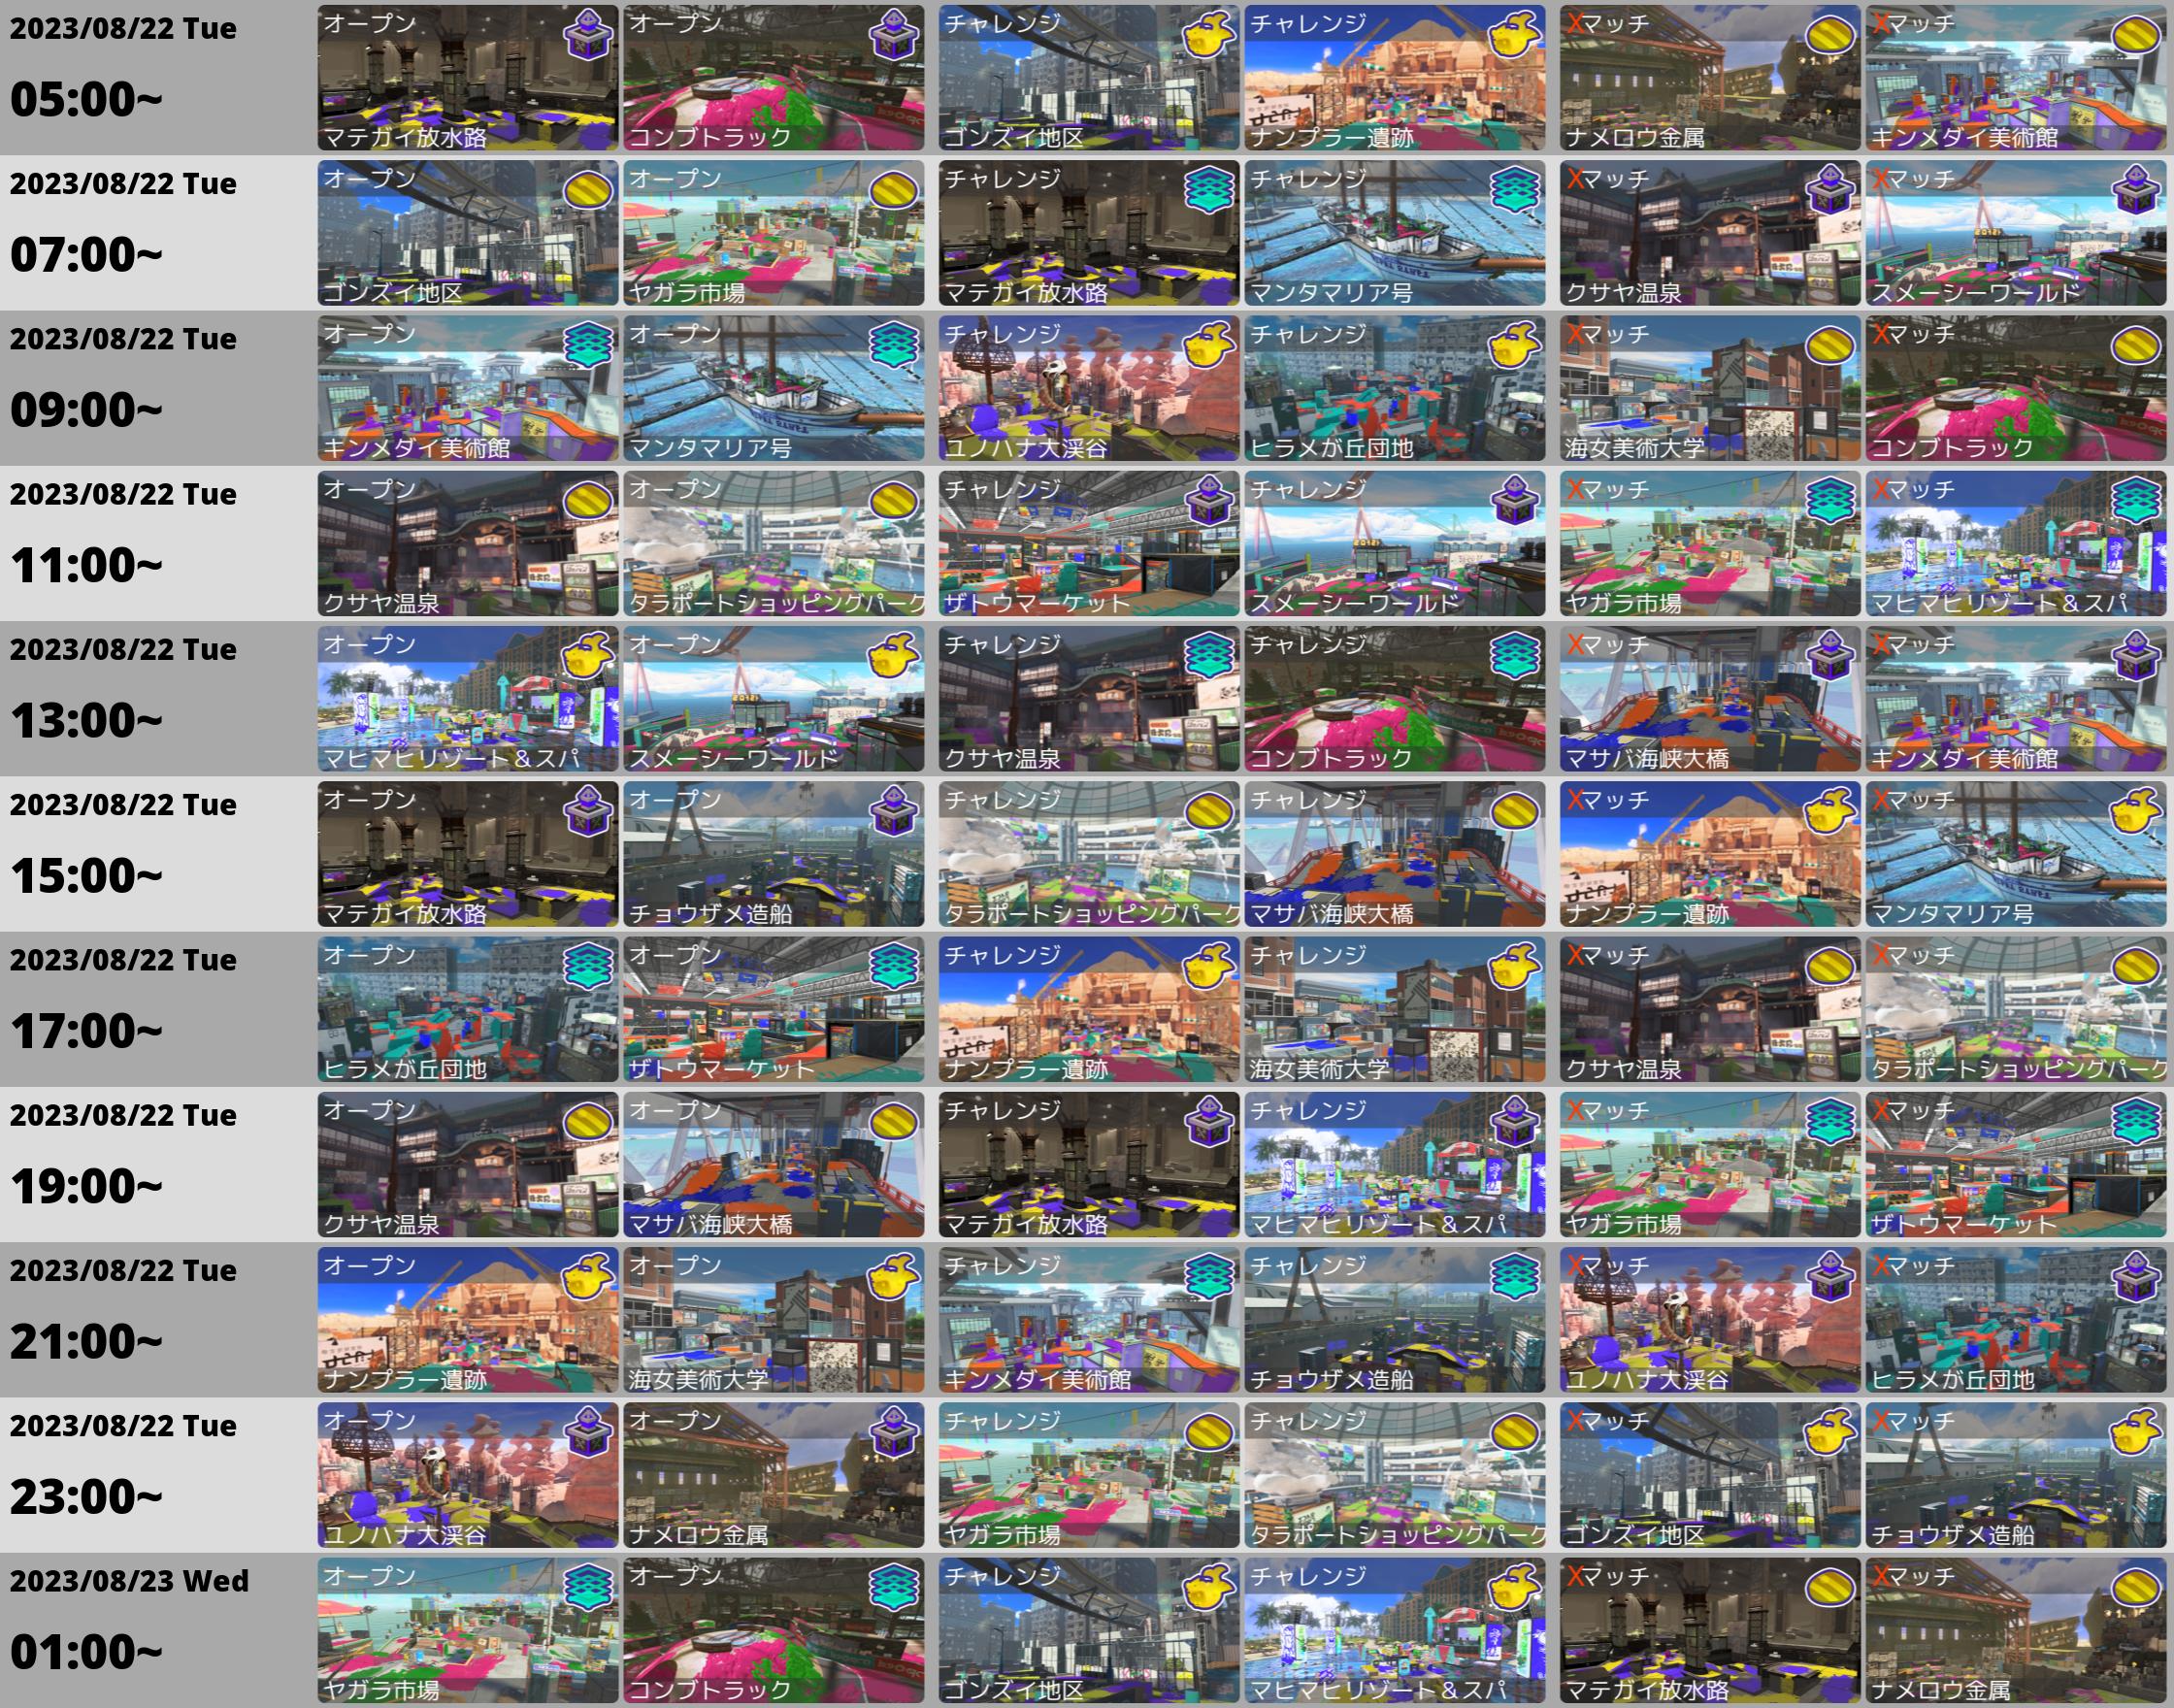 2023/08/22 Tue
05:00~
オープン
マテガイ放水路
オープン
コンブトラック
チャレンジ
ゴンズイ地区
チャレンジ
ナンプラー遺跡
Xマッチ
ナメロウ金属
Xマッチ
キンメダイ美術館
2023/08/22 Tue
07:00~
オープン
ゴンズイ地区
オープン
ヤガラ市場
チャレンジ
マテガイ放水路
チャレンジ
マンタマリア号
Xマッチ
クサヤ温泉
Xマッチ
スメーシーワールド
2023/08/22 Tue
09:00~
オープン
キンメダイ美術館
オープン
マンタマリア号
チャレンジ
ユノハナ大渓谷
チャレンジ
ヒラメが丘団地
Xマッチ
海女美術大学
Xマッチ
コンブトラック
2023/08/22 Tue
11:00~
オープン
クサヤ温泉
オープン
タラポートショッピングパーク
チャレンジ
ザトウマーケット
チャレンジ
スメーシーワールド
Xマッチ
ヤガラ市場
Xマッチ
マヒマヒリゾート＆スパ
2023/08/22 Tue
13:00~
オープン
マヒマヒリゾート＆スパ
オープン
スメーシーワールド
チャレンジ
クサヤ温泉
チャレンジ
コンブトラック
Xマッチ
マサバ海峡大橋
Xマッチ
キンメダイ美術館
2023/08/22 Tue
15:00~
オープン
マテガイ放水路
オープン
チョウザメ造船
チャレンジ
タラポートショッピングパーク
チャレンジ
マサバ海峡大橋
Xマッチ
ナンプラー遺跡
Xマッチ
マンタマリア号
2023/08/22 Tue
17:00~
オープン
ヒラメが丘団地
オープン
ザトウマーケット
チャレンジ
ナンプラー遺跡
チャレンジ
海女美術大学
Xマッチ
クサヤ温泉
Xマッチ
タラポートショッピングパーク
2023/08/22 Tue
19:00~
オープン
クサヤ温泉
オープン
マサバ海峡大橋
チャレンジ
マテガイ放水路
チャレンジ
マヒマヒリゾート＆スパ
Xマッチ
ヤガラ市場
Xマッチ
ザトウマーケット
2023/08/22 Tue
21:00~
オープン
ナンプラー遺跡
オープン
海女美術大学
チャレンジ
キンメダイ美術館
チャレンジ
チョウザメ造船
Xマッチ
ユノハナ大渓谷
Xマッチ
ヒラメが丘団地
2023/08/22 Tue
23:00~
オープン
ユノハナ大渓谷
オープン
ナメロウ金属
チャレンジ
ヤガラ市場
チャレンジ
タラポートショッピングパーク
Xマッチ
ゴンズイ地区
Xマッチ
チョウザメ造船
2023/08/23 Wed
01:00~
オープン
ヤガラ市場
オープン
コンブトラック
チャレンジ
ゴンズイ地区
チャレンジ
マヒマヒリゾート＆スパ
Xマッチ
マテガイ放水路
Xマッチ
ナメロウ金属